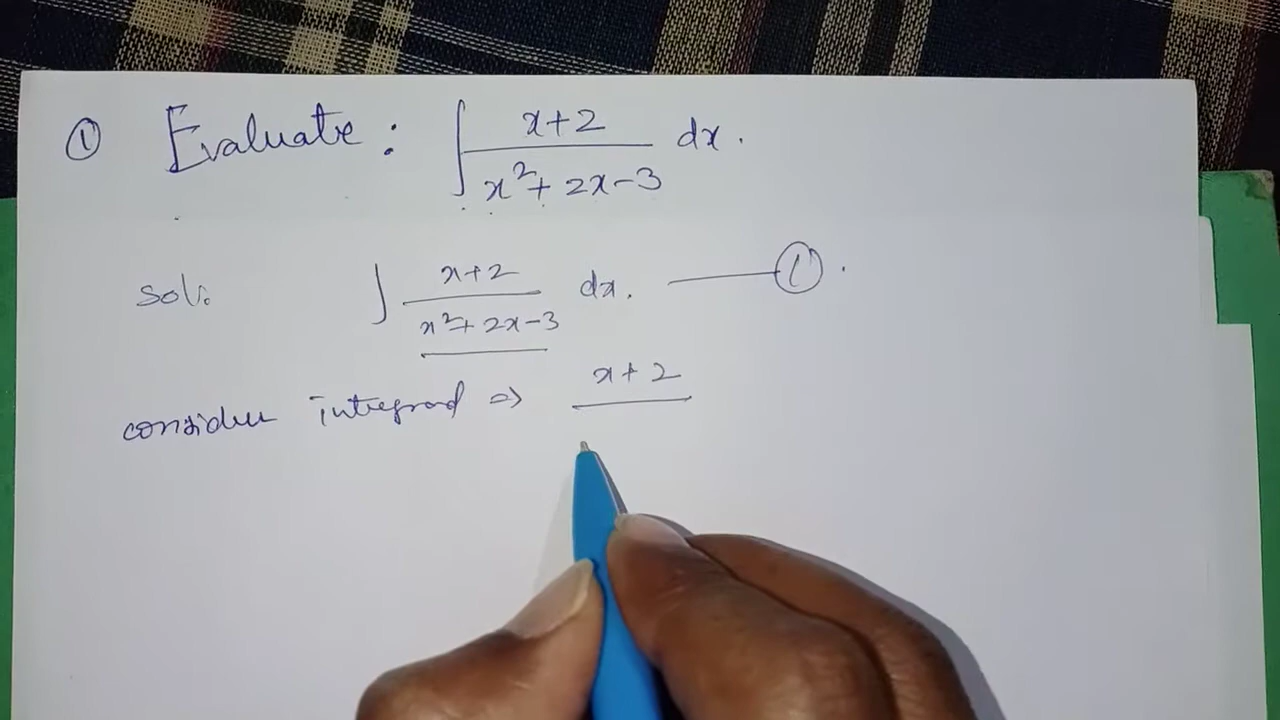 ① Evaluate: ∫ (x+2)/(x²+2x-3) dx.
Sol: ∫ (x+2)/(x²+2x-3) dx. —— ①.
consider integrand ⇒ x+2